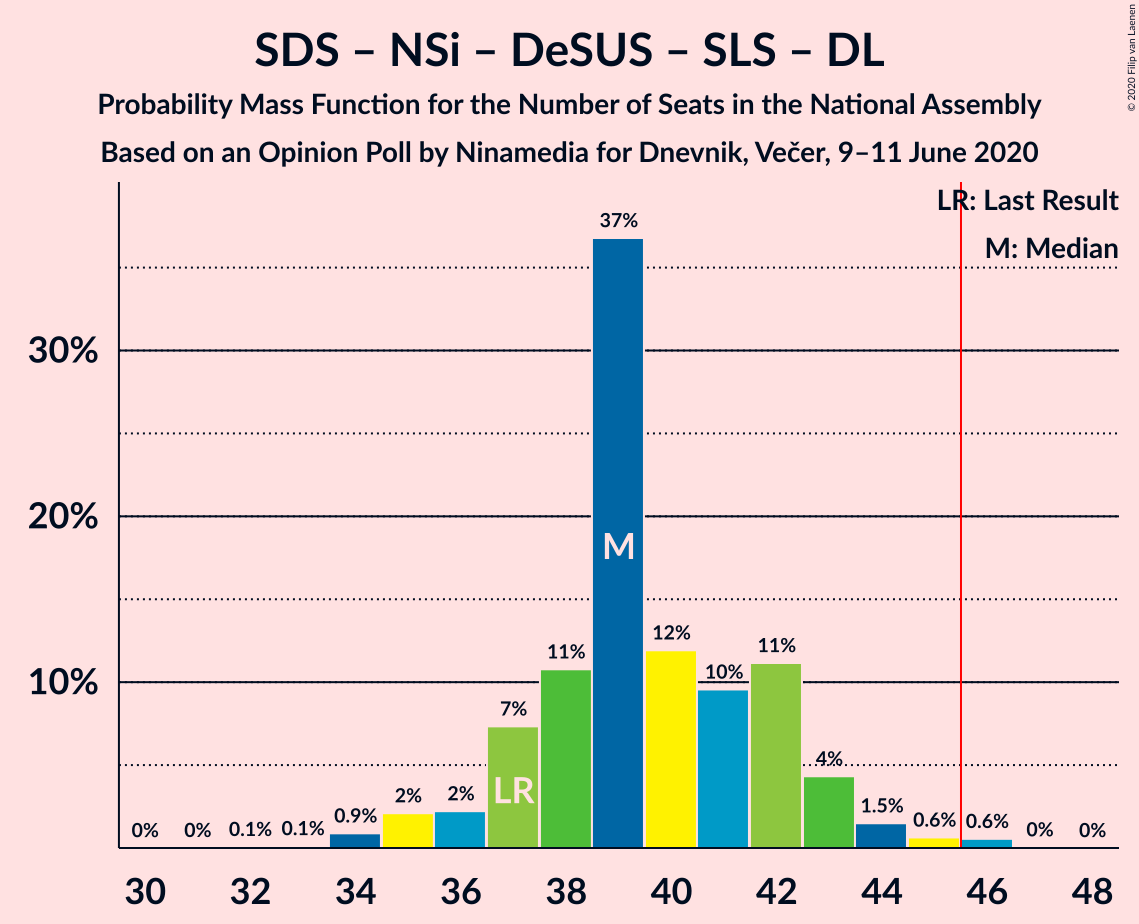 SDS – NSi – DeSUS – SLS – DL
Probability Mass Function for the Number of Seats in the National Assembly
Based on an Opinion Poll by Ninamedia for Dnevnik, Večer, 9–11 June 2020
© 2020 Filip van Laenen
LR: Last Result
M: Median
30%
20%
10%
0% 0% 0.1% 0.1% 0.9% 2% 2% 7% 11% 37% 12% 10% 11% 4% 1.5% 0.6% 0.6% 0% 0%
M
LR
30 32 34 36 38 40 42 44 46 48